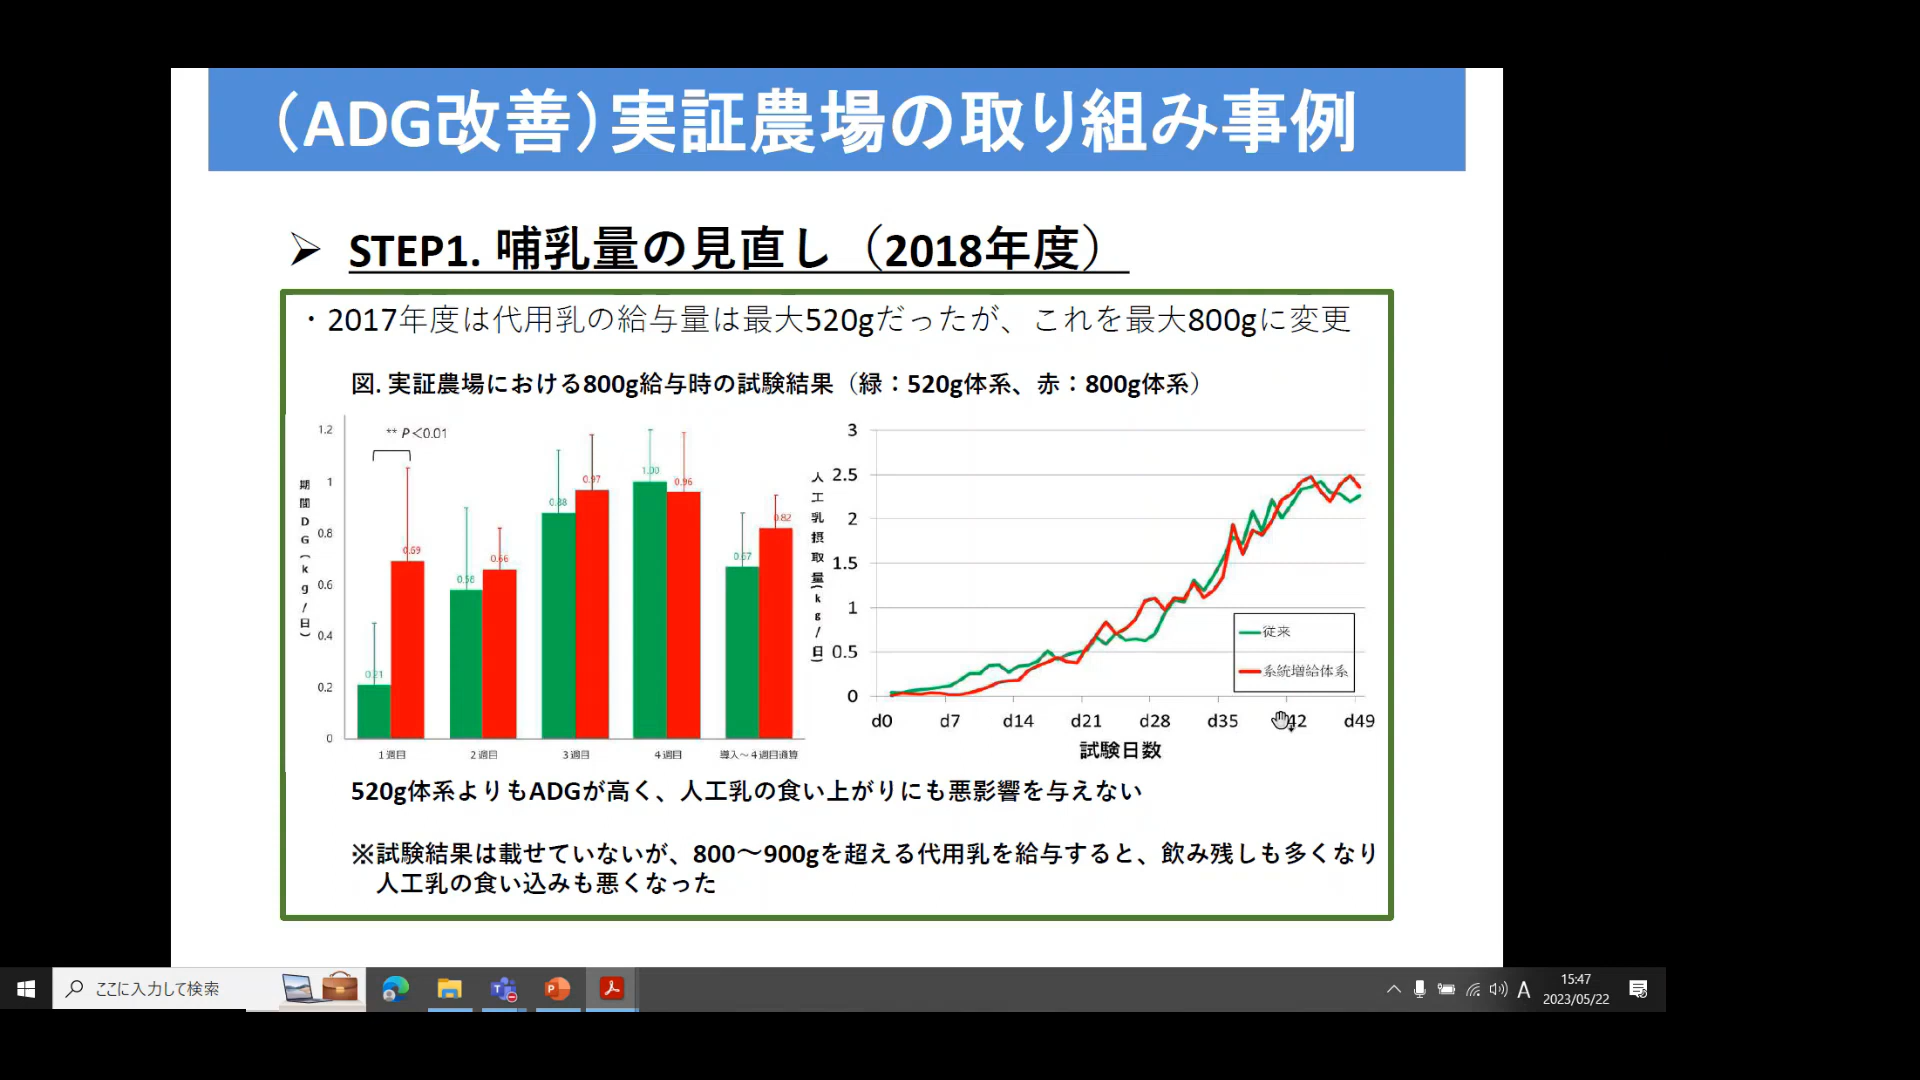 （ADG改善）実証農場の取り組み事例
➢ STEP1. 哺乳量の見直し（2018年度）
・2017年度は代用乳の給与量は最大520gだったが、これを最大800gに変更
図. 実証農場における800g給与時の試験結果（緑：520g体系、赤：800g体系）
** P＜0.01
期間DG(kg/日)
1.2
1
0.8
0.6
0.4
0.2
0
0.21
0.69
0.58
0.66
0.88
0.97
1.00
0.96
0.67
0.82
1週目
2週目
3週目
4週目
導入～4週目通算
人工乳摂取量(kg/日)
3
2.5
2
1.5
1
0.5
0
従来
系統増給体系
d0
d7
d14
d21
d28
d35
42
d49
試験日数
520g体系よりもADGが高く、人工乳の食い上がりにも悪影響を与えない
※試験結果は載せていないが、800～900gを超える代用乳を給与すると、飲み残しも多くなり
人工乳の食い込みも悪くなった
ここに入力して検索
A
15:47
2023/05/22